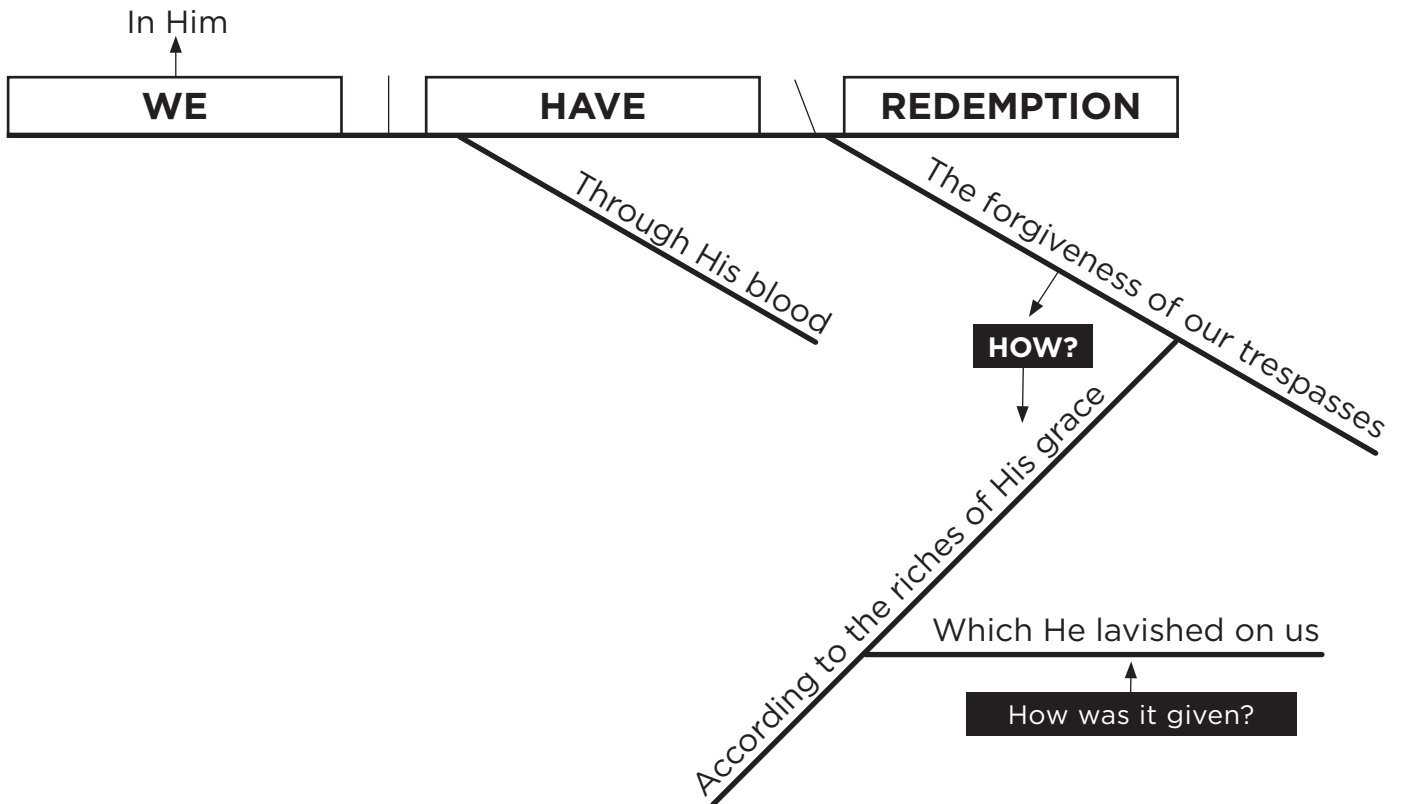 In Him
WE HAVE REDEMPTION
Through His blood
The forgiveness of our trespasses
HOW?
According to the riches of His grace
Which He lavished on us
How was it given?